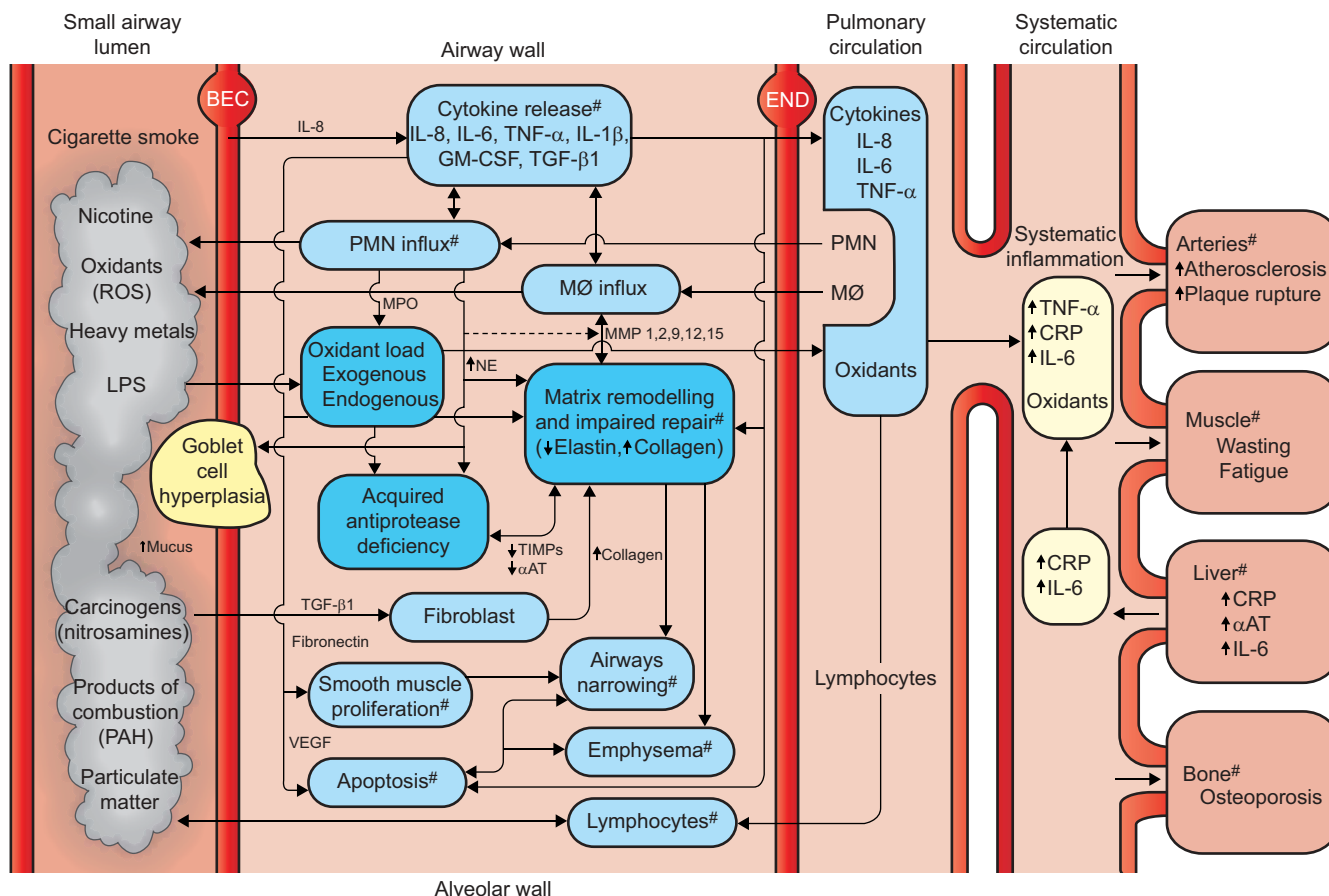 Small airway
lumen
Airway wall
Pulmonary
circulation
Systematic
circulation
BEC
END
Cigarette smoke
Nicotine
Oxidants
(ROS)
Heavy metals
LPS
Goblet
cell
hyperplasia
↑Mucus
Carcinogens
(nitrosamines)
Products of
combustion
(PAH)
Particulate
matter
IL-8
Cytokine release#
IL-8, IL-6, TNF-α, IL-1β,
GM-CSF, TGF-β1
PMN influx#
MØ influx
MPO
MMP 1,2,9,12,15
Oxidant load
Exogenous
Endogenous
↑NE
Matrix remodelling
and impaired repair#
(↓Elastin,↑Collagen)
Acquired
antiprotease
deficiency
↓TIMPs
↓αAT
↑Collagen
TGF-β1
Fibroblast
Fibronectin
Smooth muscle
proliferation#
Airways
narrowing#
VEGF
Emphysema#
Apoptosis#
Lymphocytes#
Alveolar wall
Cytokines
IL-8
IL-6
TNF-α
PMN
MØ
Oxidants
Lymphocytes
Systematic
inflammation
↑TNF-α
↑CRP
↑IL-6
Oxidants
↑CRP
↑IL-6
Arteries#
↑Atherosclerosis
↑Plaque rupture
Muscle#
Wasting
Fatigue
Liver#
↑CRP
↑αAT
↑IL-6
Bone#
Osteoporosis